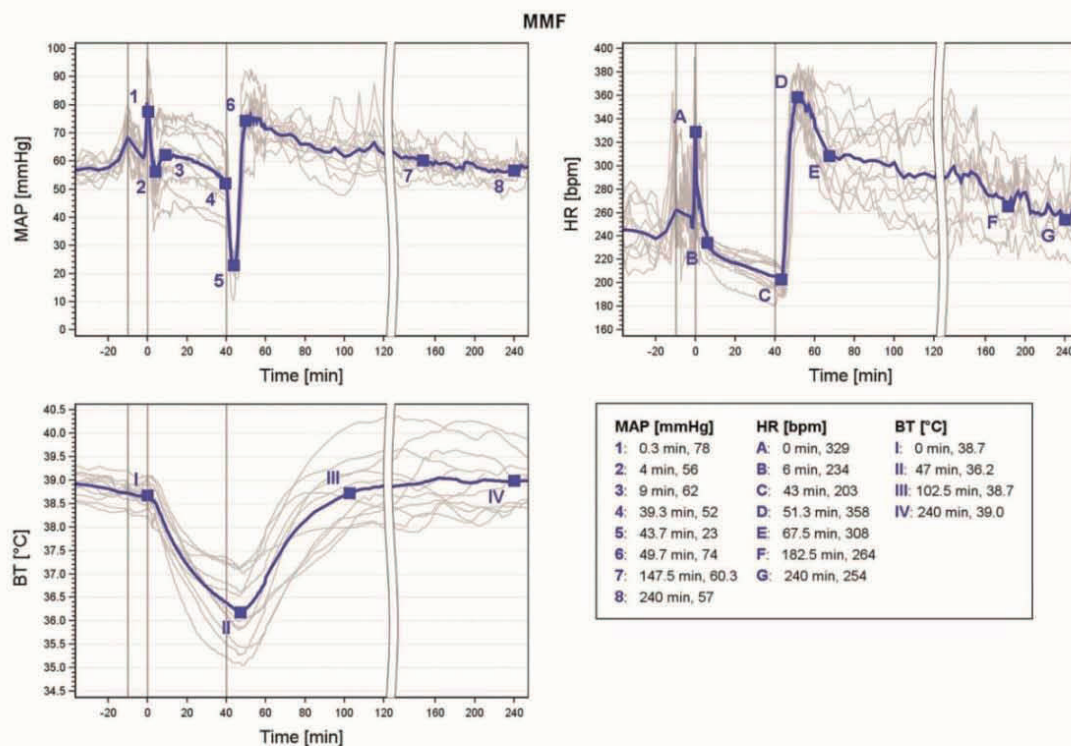 MMF
MAP [mmHg]
100
90
80
70
60
50
40
30
20
10
0
1
2
3
4
5
6
7
8
-20 0 20 40 60 80 100 120 160 200 240
Time [min]
HR [bpm]
400
380
360
340
320
300
280
260
240
220
200
180
160
A
B
C
D
E
F
G
-20 0 20 40 60 80 100 120 160 200 240
Time [min]
BT [°C]
40.5
40.0
39.5
39.0
38.5
38.0
37.5
37.0
36.5
36.0
35.5
35.0
34.5
I
II
III
IV
-20 0 20 40 60 80 100 120 160 200 240
Time [min]
MAP [mmHg] HR [bpm] BT [°C]
1: 0.3 min, 78 A: 0 min, 329 I: 0 min, 38.7
2: 4 min, 56 B: 6 min, 234 II: 47 min, 36.2
3: 9 min, 62 C: 43 min, 203 III: 102.5 min, 38.7
4: 39.3 min, 52 D: 51.3 min, 358 IV: 240 min, 39.0
5: 43.7 min, 23 E: 67.5 min, 308
6: 49.7 min, 74 F: 182.5 min, 264
7: 147.5 min, 60.3 G: 240 min, 254
8: 240 min, 57